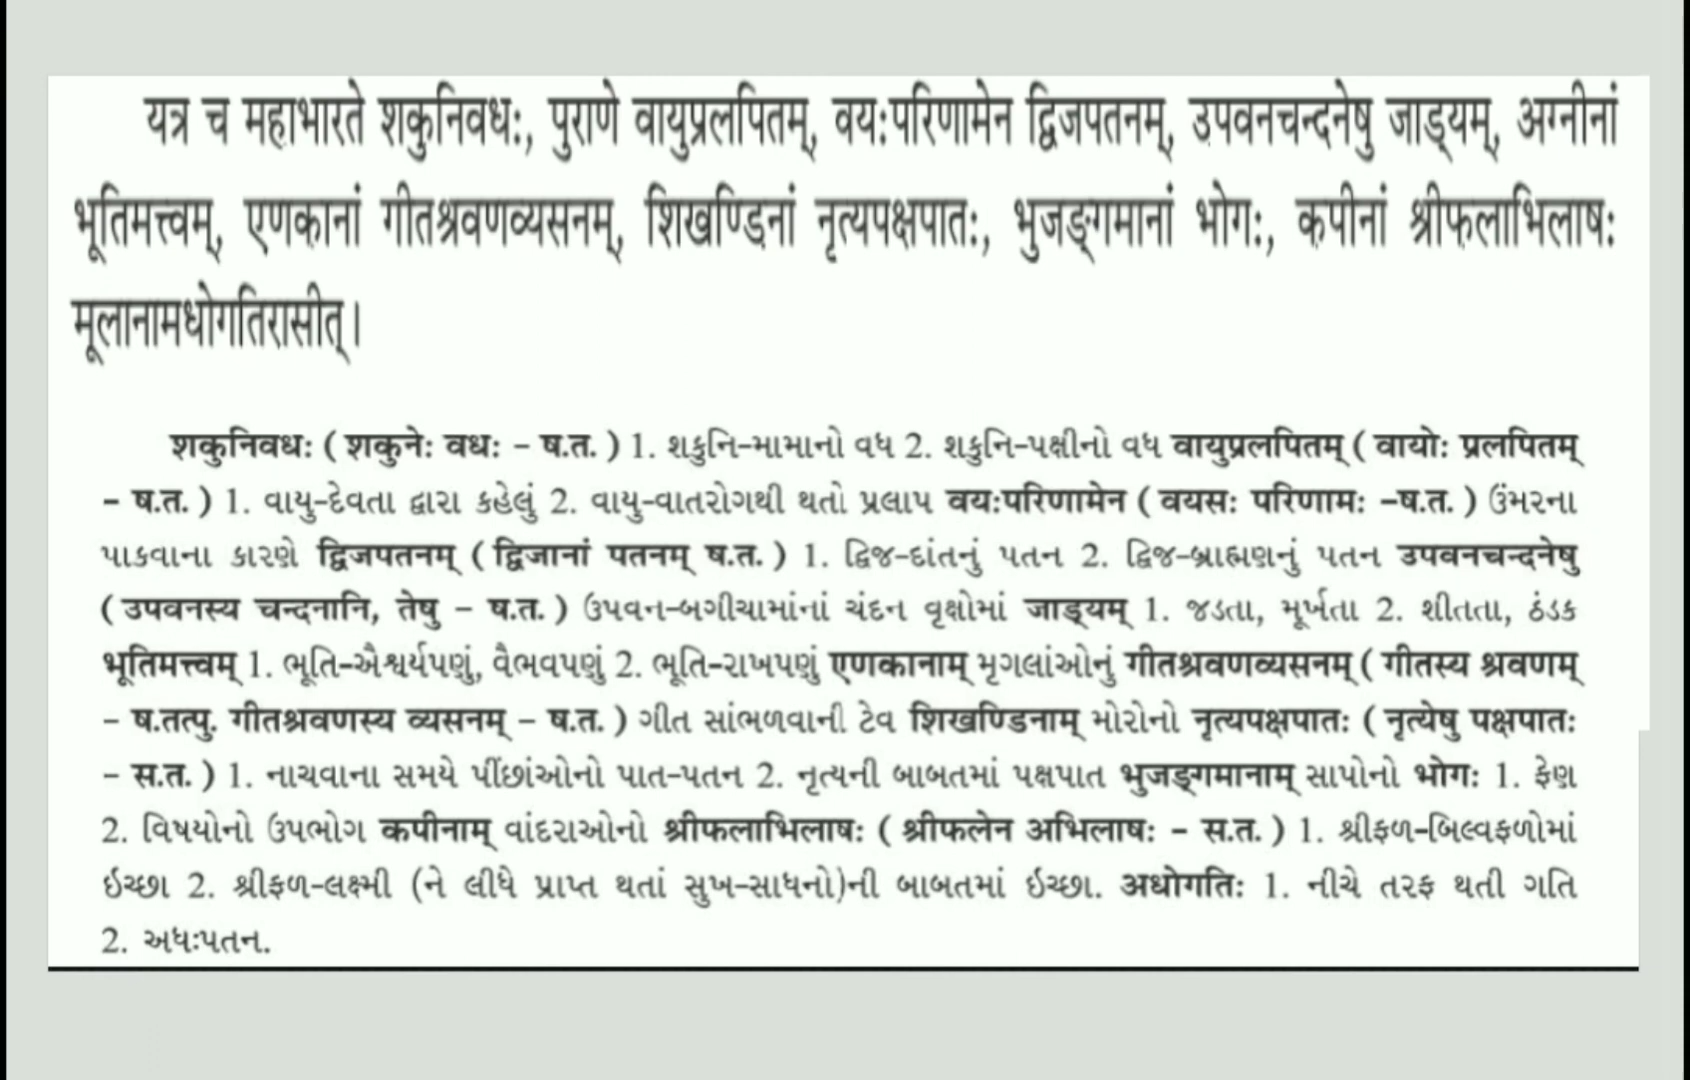 यत्र च महाभारते शकुनिवधः, पुराणे वायुप्रलपितम्, वयःपरिणामेन द्विजपतनम्, उपवनचन्दनेषु जाड्यम्, अग्नीनां
भूतिमत्त्वम्, एणकानां गीतश्रवणव्यसनम्, शिखण्डिनां नृत्यपक्षपातः, भुजङ्गमानां भोगः, कपीनां श्रीफलाभिलाषः
मूलानामधोगतिरासीत्।
शकुनिवधः ( शकुनेः वधः - ष.त. ) 1. શકુનિ-મામાનો વધ 2. શકુનિ-પક્ષીનો વધ वायुप्रलपितम् ( वायोः प्रलपितम्
- ष.त. ) 1. વાયુ-દેવતા દ્વારા કહેલું 2. વાયુ-વાતરોગથી થતો પ્રલાપ वयःपरिणामेन ( वयसः परिणामः -ष.त. ) ઉંમરના
પાકવાના કારણે द्विजपतनम् ( द्विजानां पतनम् ष.त. ) 1. દ્વિજ-દાંતનું પતન 2. દ્વિજ-બ્રાહ્મણનું પતન उपवनचन्दनेषु
( उपवनस्य चन्दनानि, तेषु - ष.त. ) ઉપવન-બગીચામાંનાં ચંદન વૃક્ષોમાં जाड्यम् 1. જડતા, મૂર્ખતા 2. શીતતા, ઠંડક
भूतिमत्त्वम् 1. ભૂતિ-ઐશ્વર્યપણું, વૈભવપણું 2. ભૂતિ-રાખપણું एणकानाम् મૃગલાંઓનું गीतश्रवणव्यसनम् ( गीतस्य श्रवणम्
- ष.तत्पु. गीतश्रवणस्य व्यसनम् - ष.त. ) ગીત સાંભળવાની ટેવ शिखण्डिनाम् મોરોનો नृत्यपक्षपातः ( नृत्येषु पक्षपातः
- स.त. ) 1. નાચવાના સમયે પીંછાંઓનો પાત-પતન 2. નૃત્યની બાબતમાં પક્ષપાત भुजङ्गमानाम् સાપોનો भोगः 1. ફેણ
2. વિષયોનો ઉપભોગ कपीनाम् વાંદરાઓનો श्रीफलाभिलाषः ( श्रीफलेन अभिलाषः - स.त. ) 1. શ્રીફળ-બિલ્વફળોમાં
ઇચ્છા 2. શ્રીફળ-લક્ષ્મી (ને લીધે પ્રાપ્ત થતાં સુખ-સાધનો)ની બાબતમાં ઇચ્છા. अधोगतिः 1. નીચે તરફ થતી ગતિ
2. અધઃપતન.